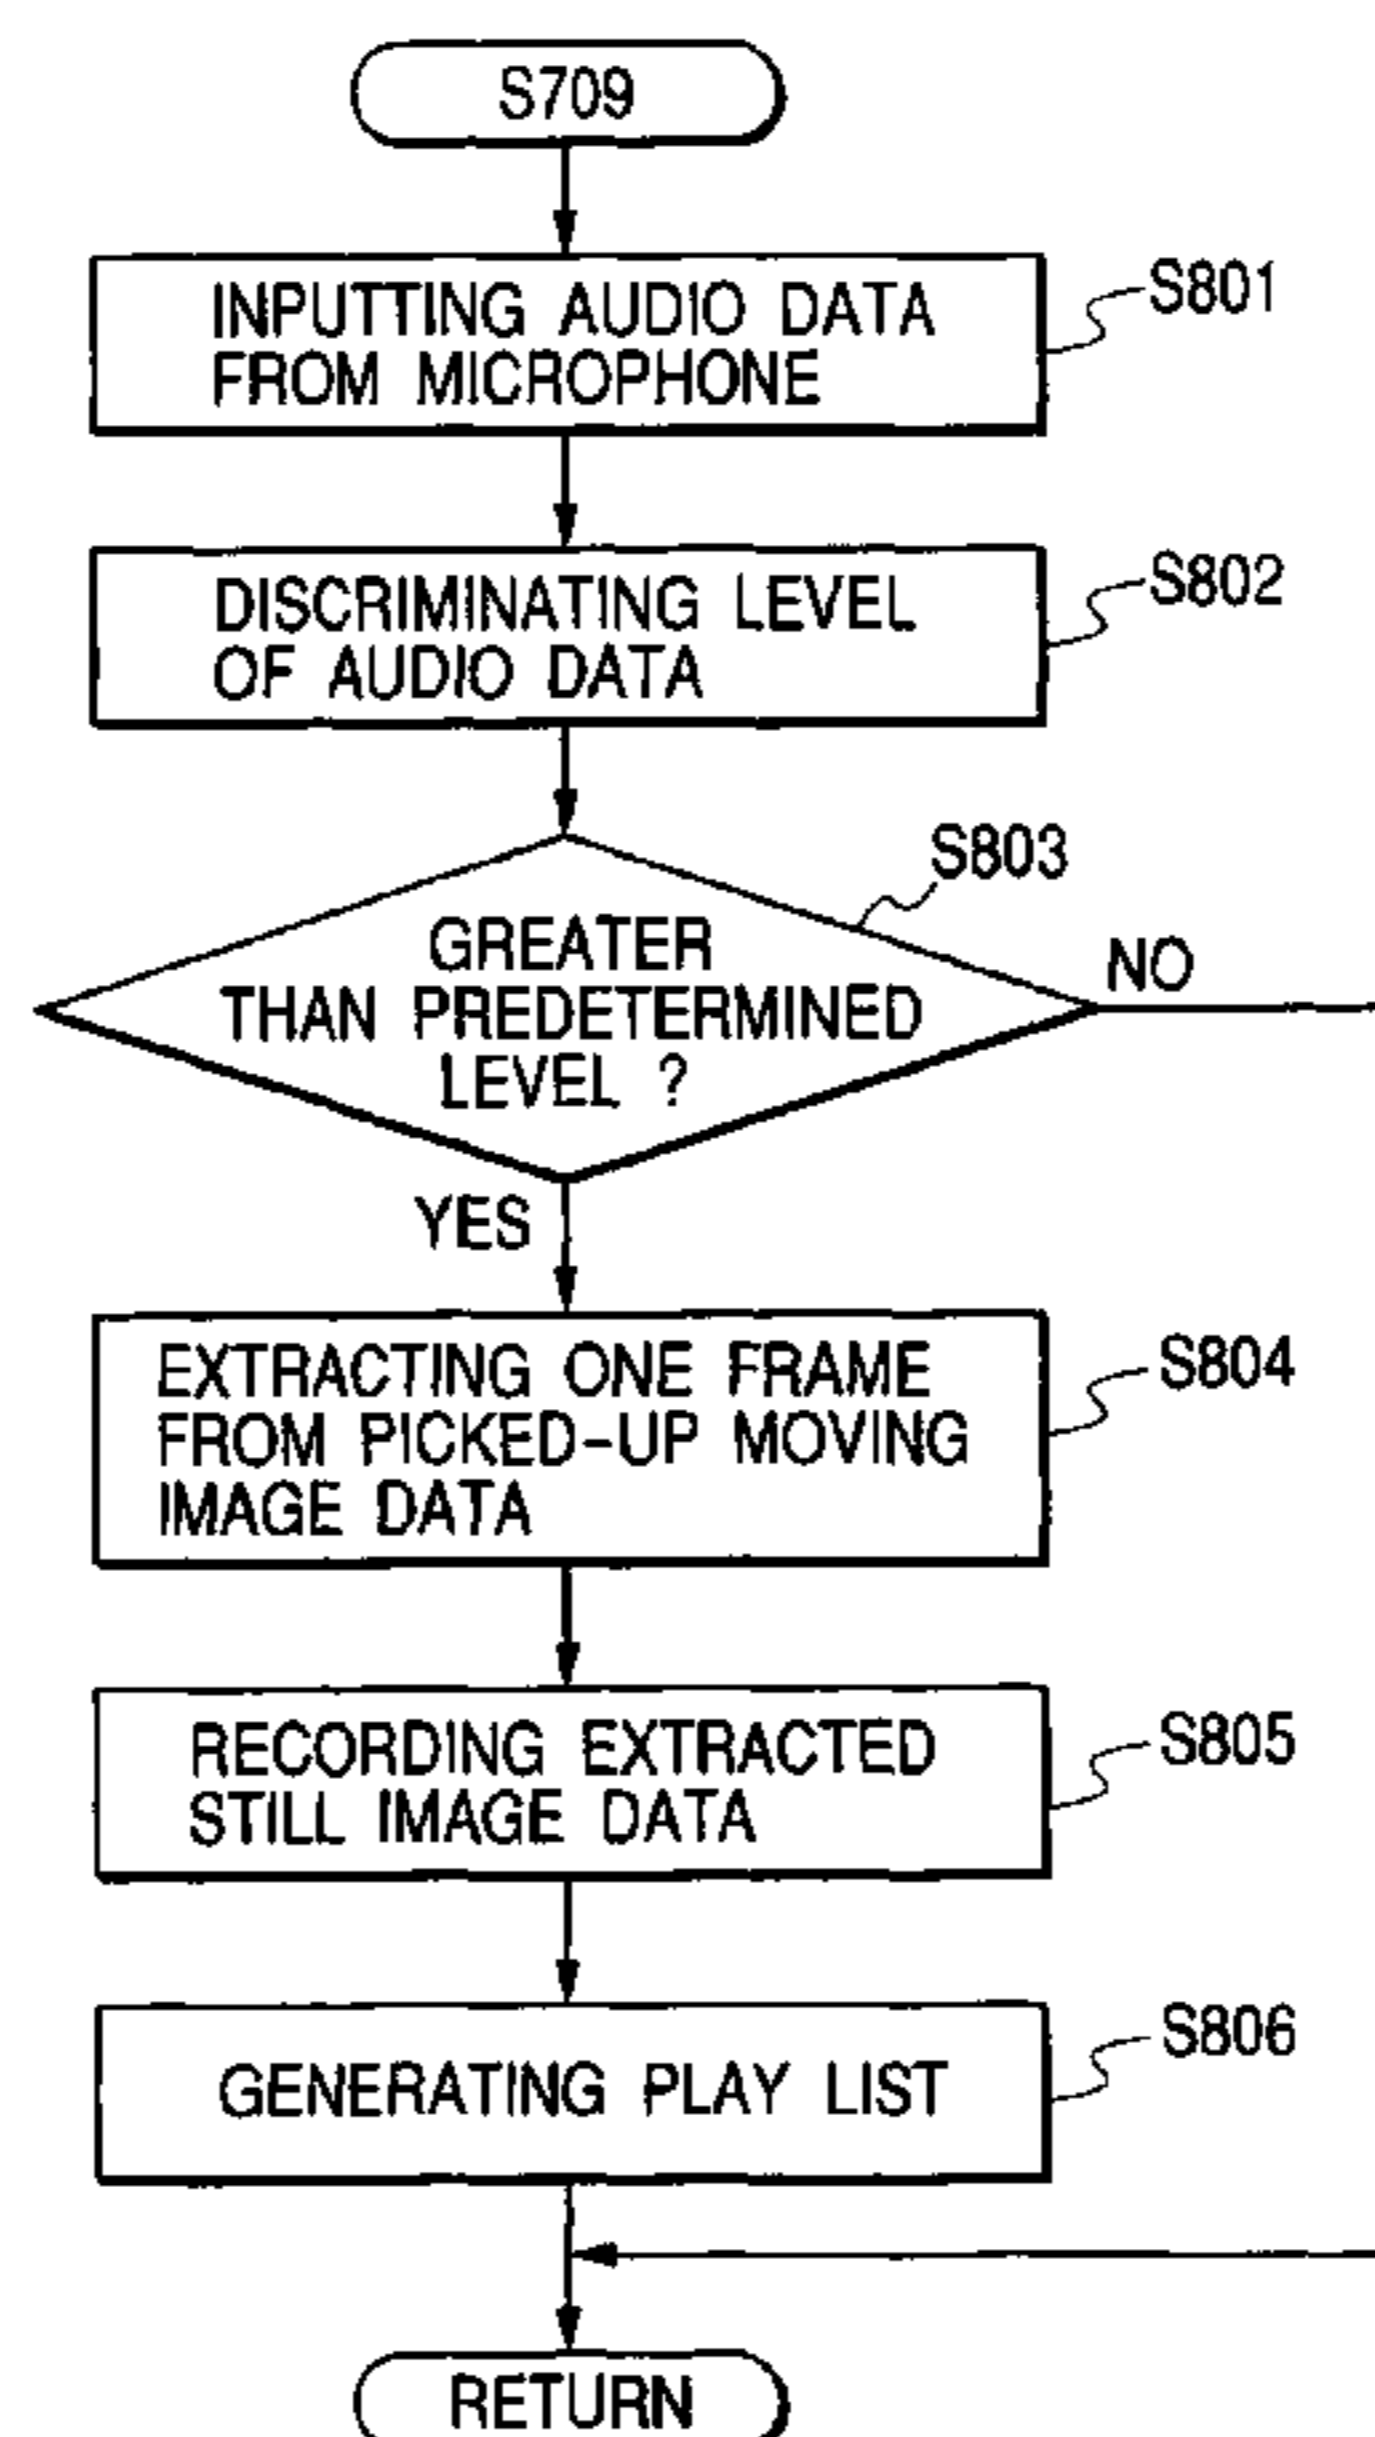 S709
INPUTTING AUDIO DATA
FROM MICROPHONE
S801
DISCRIMINATING LEVEL
OF AUDIO DATA
S802
S803
GREATER
THAN PREDETERMINED
LEVEL ?
NO
YES
EXTRACTING ONE FRAME
FROM PICKED-UP MOVING
IMAGE DATA
S804
RECORDING EXTRACTED
STILL IMAGE DATA
S805
GENERATING PLAY LIST
S806
RETURN